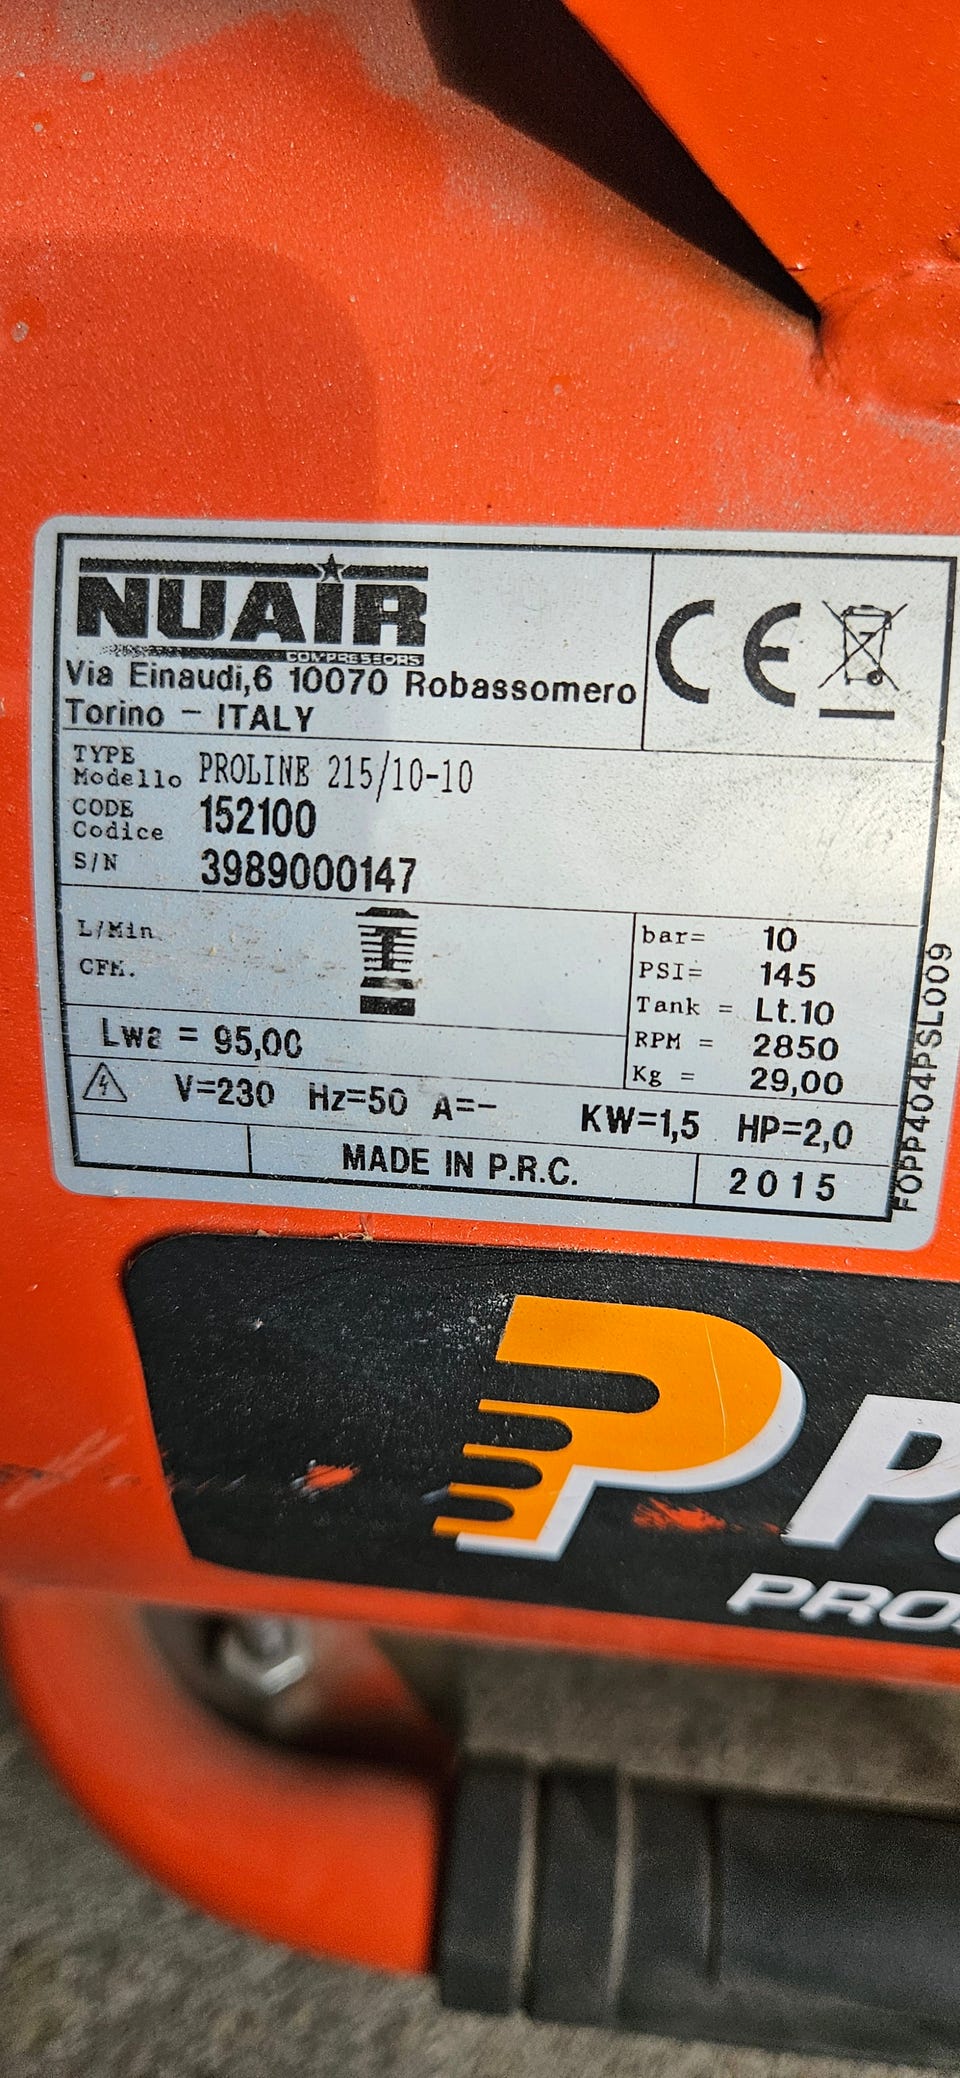 NUAIR
COMPRESSORS
Via Einaudi,6 10070 Robassomero
Torino - ITALY
CE
TYPE
Modello PROLINE 215/10-10
CODE
Codice 152100
S/N 3989000147
L/Min.
CFM.
bar= 10
PSI= 145
Tank = Lt.10
RPM = 2850
Kg = 29,00
Lwa = 95,00
V=230 Hz=50 A=- KW=1,5 HP=2,0
MADE IN P.R.C. 2015
FOPP404PSL009
P
PRO